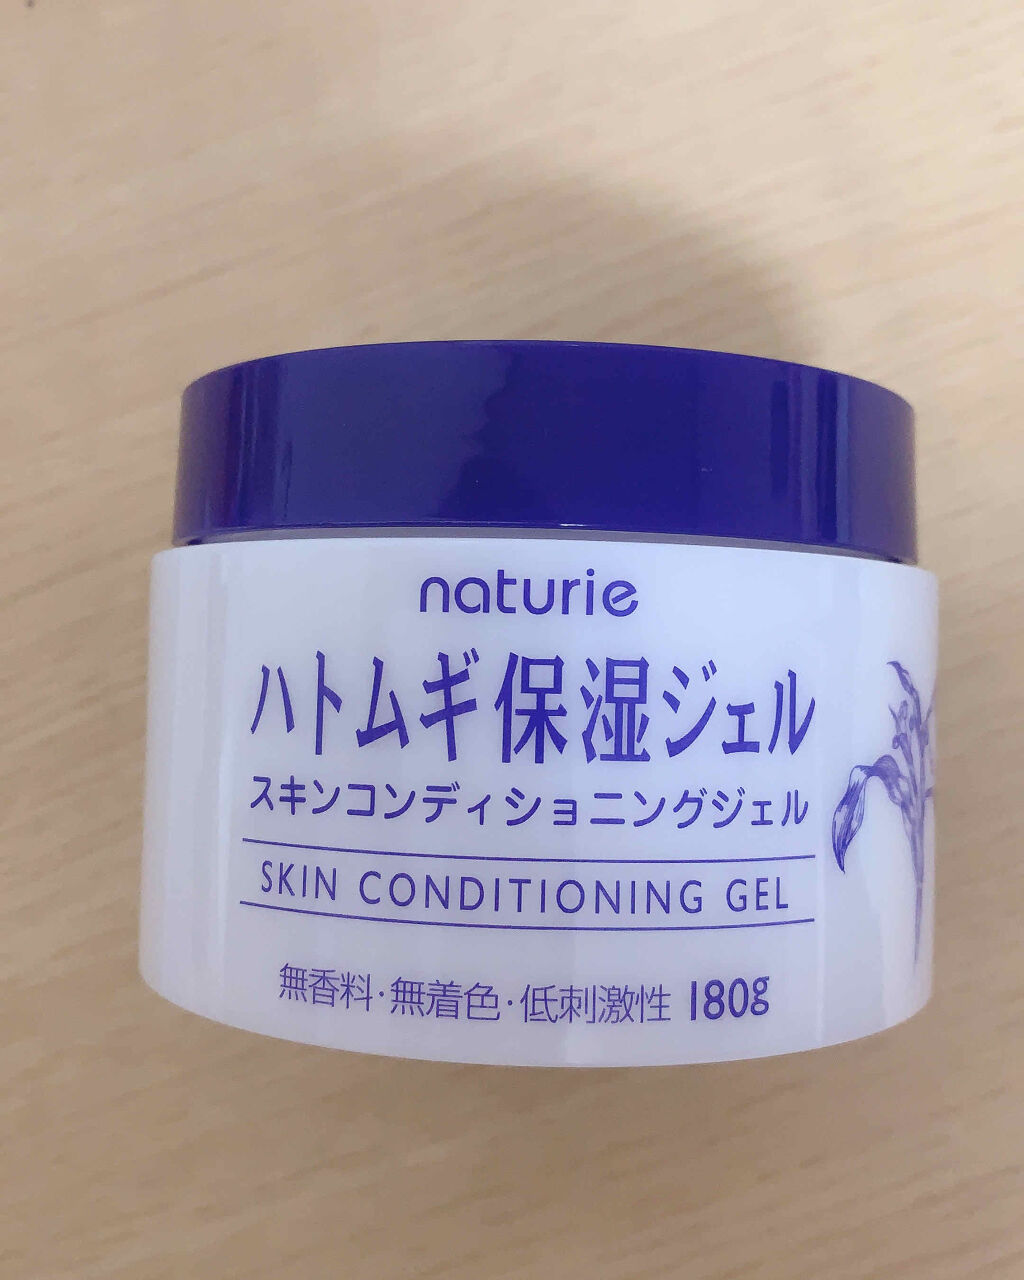 naturie
ハトムギ保湿ジェル
スキンコンディショニングジェル
SKIN CONDITIONING GEL
無香料・無着色・低刺激性 180g